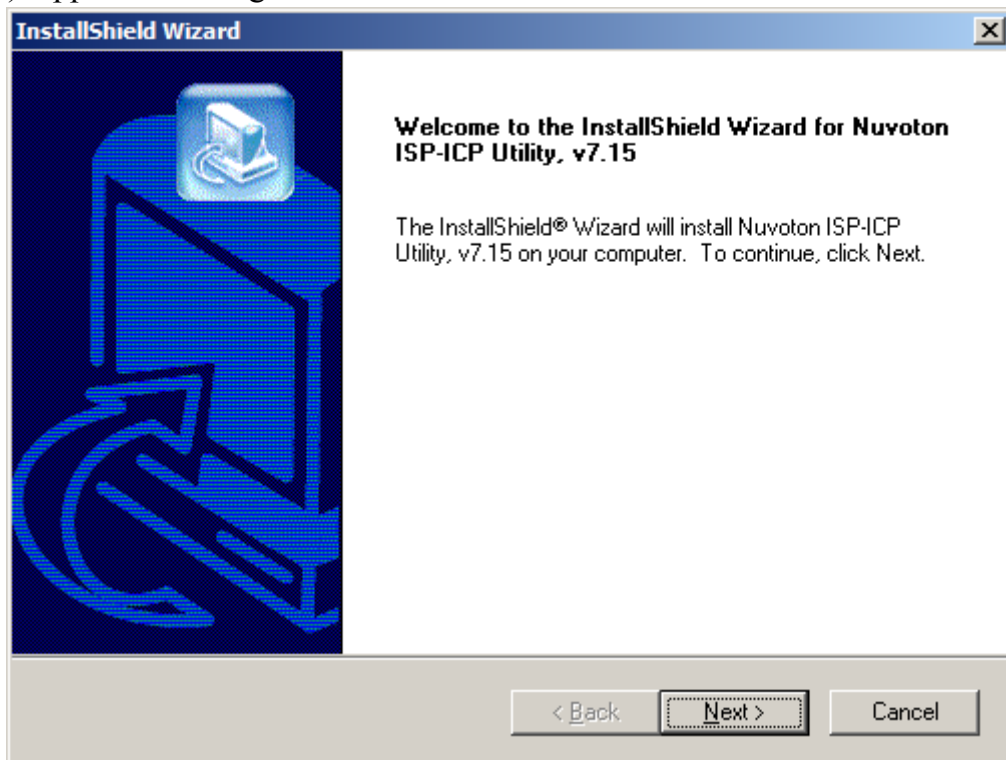 InstallShield Wizard
Welcome to the InstallShield Wizard for Nuvoton
ISP-ICP Utility, v7.15
The InstallShield® Wizard will install Nuvoton ISP-ICP
Utility, v7.15 on your computer. To continue, click Next.
< Back Next > Cancel